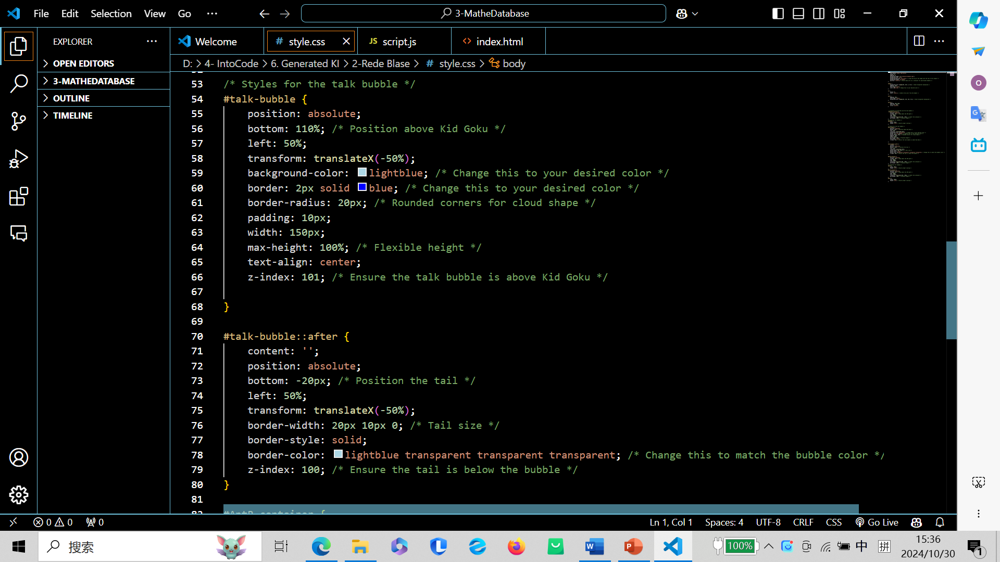 File Edit Selection View Go ··· 3-MatheDatabase
EXPLORER ···
OPEN EDITORS
3-MATHEDATABASE
OUTLINE
TIMELINE
Welcome # style.css JS script.js <> index.html
D: > 4- IntoCode > 6. Generated KI > 2-Rede Blase > # style.css > body
53 /* Styles for the talk bubble */
54 #talk-bubble {
55 position: absolute;
56 bottom: 110%; /* Position above Kid Goku */
57 left: 50%;
58 transform: translateX(-50%);
59 background-color: lightblue; /* Change this to your desired color */
60 border: 2px solid blue; /* Change this to your desired color */
61 border-radius: 20px; /* Rounded corners for cloud shape */
62 padding: 10px;
63 width: 150px;
64 max-height: 100%; /* Flexible height */
65 text-align: center;
66 z-index: 101; /* Ensure the talk bubble is above Kid Goku */
67
68 }
69
70 #talk-bubble::after {
71 content: '';
72 position: absolute;
73 bottom: -20px; /* Position the tail */
74 left: 50%;
75 transform: translateX(-50%);
76 border-width: 20px 10px 0; /* Tail size */
77 border-style: solid;
78 border-color: lightblue transparent transparent transparent; /* Change this to match the bubble color */
79 z-index: 100; /* Ensure the tail is below the bubble */
80 }
81
0 0 0 Ln 1, Col 1 Spaces: 4 UTF-8 CRLF CSS Go Live
搜索 100% 中 拼 15:36
2024/10/30 1